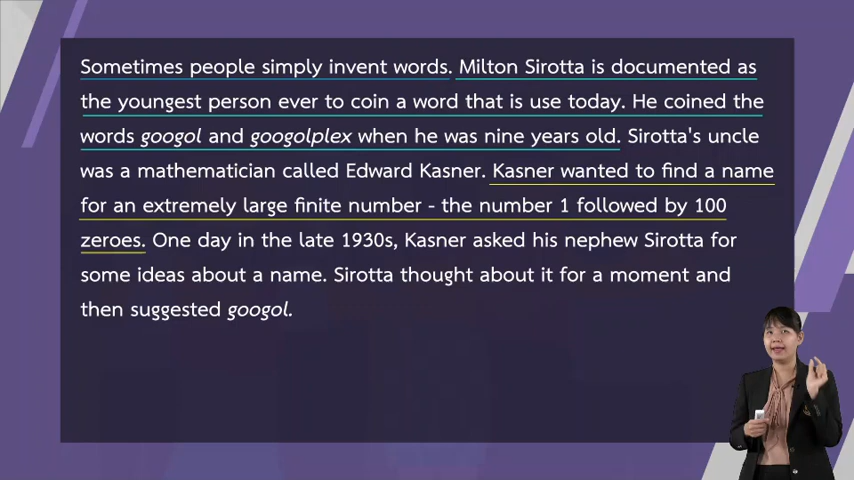 Sometimes people simply invent words. Milton Sirotta is documented as
the youngest person ever to coin a word that is use today. He coined the
words googol and googolplex when he was nine years old. Sirotta's uncle
was a mathematician called Edward Kasner. Kasner wanted to find a name
for an extremely large finite number - the number 1 followed by 100
zeroes. One day in the late 1930s, Kasner asked his nephew Sirotta for
some ideas about a name. Sirotta thought about it for a moment and
then suggested googol.